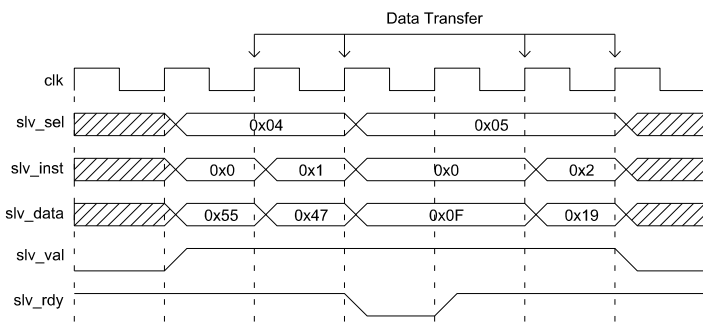 Data Transfer
clk
slv_sel 0x04 0x05
slv_inst 0x0 0x1 0x0 0x2
slv_data 0x55 0x47 0x0F 0x19
slv_val
slv_rdy